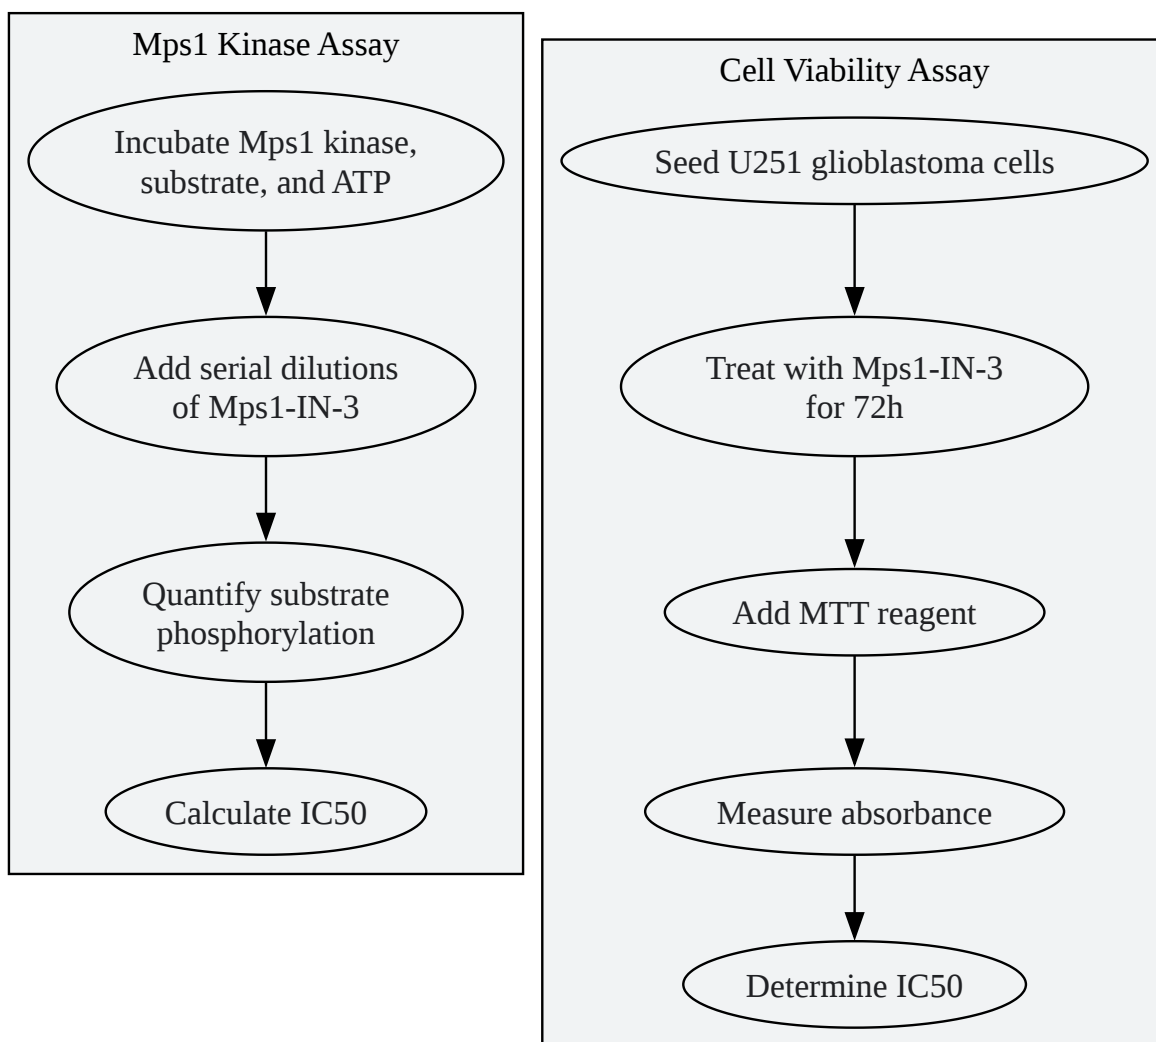 Mps1 Kinase Assay
Incubate Mps1 kinase,
substrate, and ATP
Add serial dilutions
of Mps1-IN-3
Quantify substrate
phosphorylation
Calculate IC50
Cell Viability Assay
Seed U251 glioblastoma cells
Treat with Mps1-IN-3
for 72h
Add MTT reagent
Measure absorbance
Determine IC50